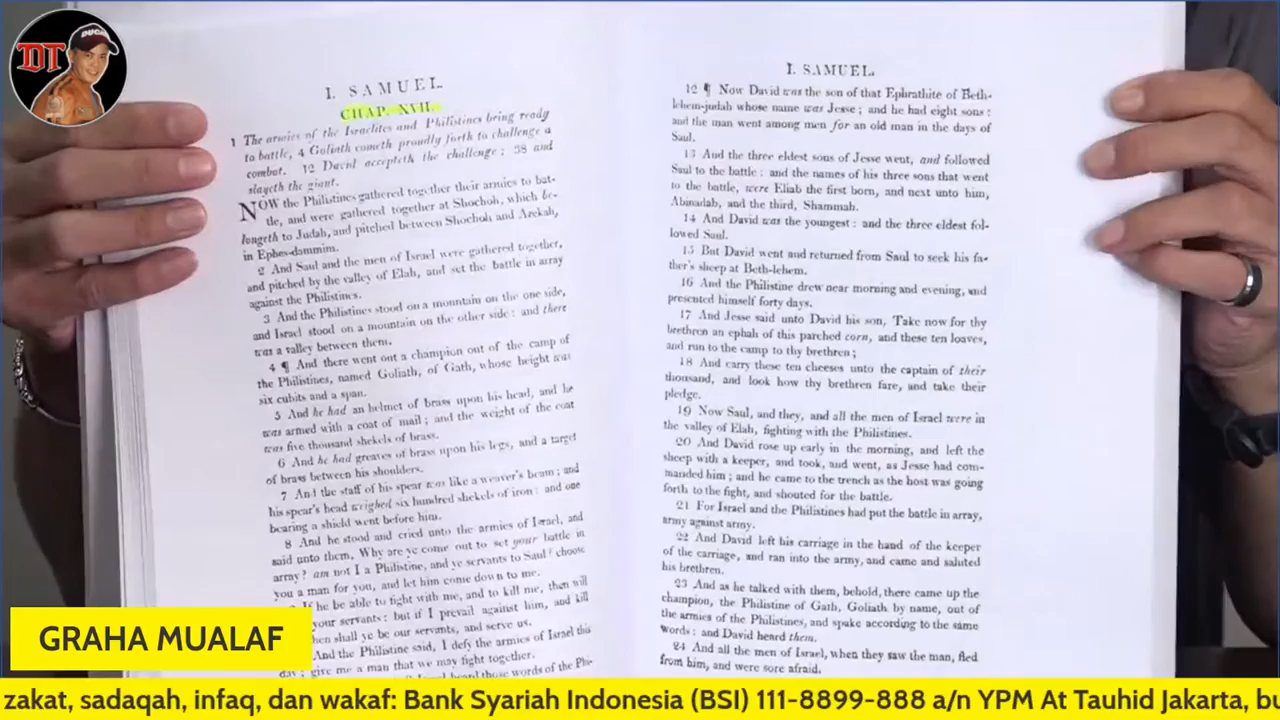 DT
DUCA
I. SAMUEL.
CHAP. XVII.
1 The armies of the Israelites and Philistines being ready
to battle, 4 Goliath cometh proudly forth to challenge a
combat. 12 David accepteth the challenge; 38 and
slayeth the giant.
NOW the Philistines gathered together their armies to bat-
tle, and were gathered together at Shochoh, which be-
longeth to Judah, and pitched between Shochoh and Azekah,
in Ephes-dammim.
2 And Saul and the men of Israel were gathered together,
and pitched by the valley of Elah, and set the battle in array
against the Philistines.
3 And the Philistines stood on a mountain on the one side,
and Israel stood on a mountain on the other side: and there
was a valley between them.
4 ¶ And there went out a champion out of the camp of
the Philistines, named Goliath, of Gath, whose height was
six cubits and a span.
5 And he had an helmet of brass upon his head, and he
was armed with a coat of mail; and the weight of the coat
was five thousand shekels of brass.
6 And he had greaves of brass upon his legs, and a target
of brass between his shoulders.
7 And the staff of his spear was like a weaver's beam; and
his spear's head weighed six hundred shekels of iron: and one
bearing a shield went before him.
8 And he stood and cried unto the armies of Israel, and
said unto them, Why are ye come out to set your battle in
array? am not I a Philistine, and ye servants to Saul? choose
you a man for you, and let him come down to me.
If he be able to fight with me, and to kill me, then will
your servants: but if I prevail against him, and kill
hen shall ye be our servants, and serve us.
And the Philistine said, I defy the armies of Israel this
day; give me a man that we may fight together.
heard those words of the Phi-
I. SAMUEL.
12 ¶ Now David was the son of that Ephrathite of Beth-
lehem-judah whose name was Jesse; and he had eight sons:
and the man went among men for an old man in the days of
Saul.
13 And the three eldest sons of Jesse went, and followed
Saul to the battle: and the names of his three sons that went
to the battle, were Eliab the first born, and next unto him,
Abinadab, and the third, Shammah.
14 And David was the youngest: and the three eldest fol-
lowed Saul.
15 But David went and returned from Saul to seek his fa-
ther's sheep at Beth-lehem.
16 And the Philistine drew near morning and evening, and
presented himself forty days.
17 And Jesse said unto David his son, Take now for thy
brethren an ephah of this parched corn, and these ten loaves,
and run to the camp to thy brethren;
18 And carry these ten cheeses unto the captain of their
thousand, and look how thy brethren fare, and take their
pledge.
19 Now Saul, and they, and all the men of Israel were in
the valley of Elah, fighting with the Philistines.
20 And David rose up early in the morning, and left the
sheep with a keeper, and took, and went, as Jesse had com-
manded him; and he came to the trench as the host was going
forth to the fight, and shouted for the battle.
21 For Israel and the Philistines had put the battle in array,
army against army.
22 And David left his carriage in the hand of the keeper
of the carriage, and ran into the army, and came and saluted
his brethren.
23 And as he talked with them, behold, there came up the
champion, the Philistine of Gath, Goliath by name, out of
the armies of the Philistines, and spake according to the same
words: and David heard them.
24 And all the men of Israel, when they saw the man, fled
from him, and were sore afraid.
GRAHA MUALAF
zakat, sadaqah, infaq, dan wakaf: Bank Syariah Indonesia (BSI) 111-8899-888 a/n YPM At Tauhid Jakarta, bu